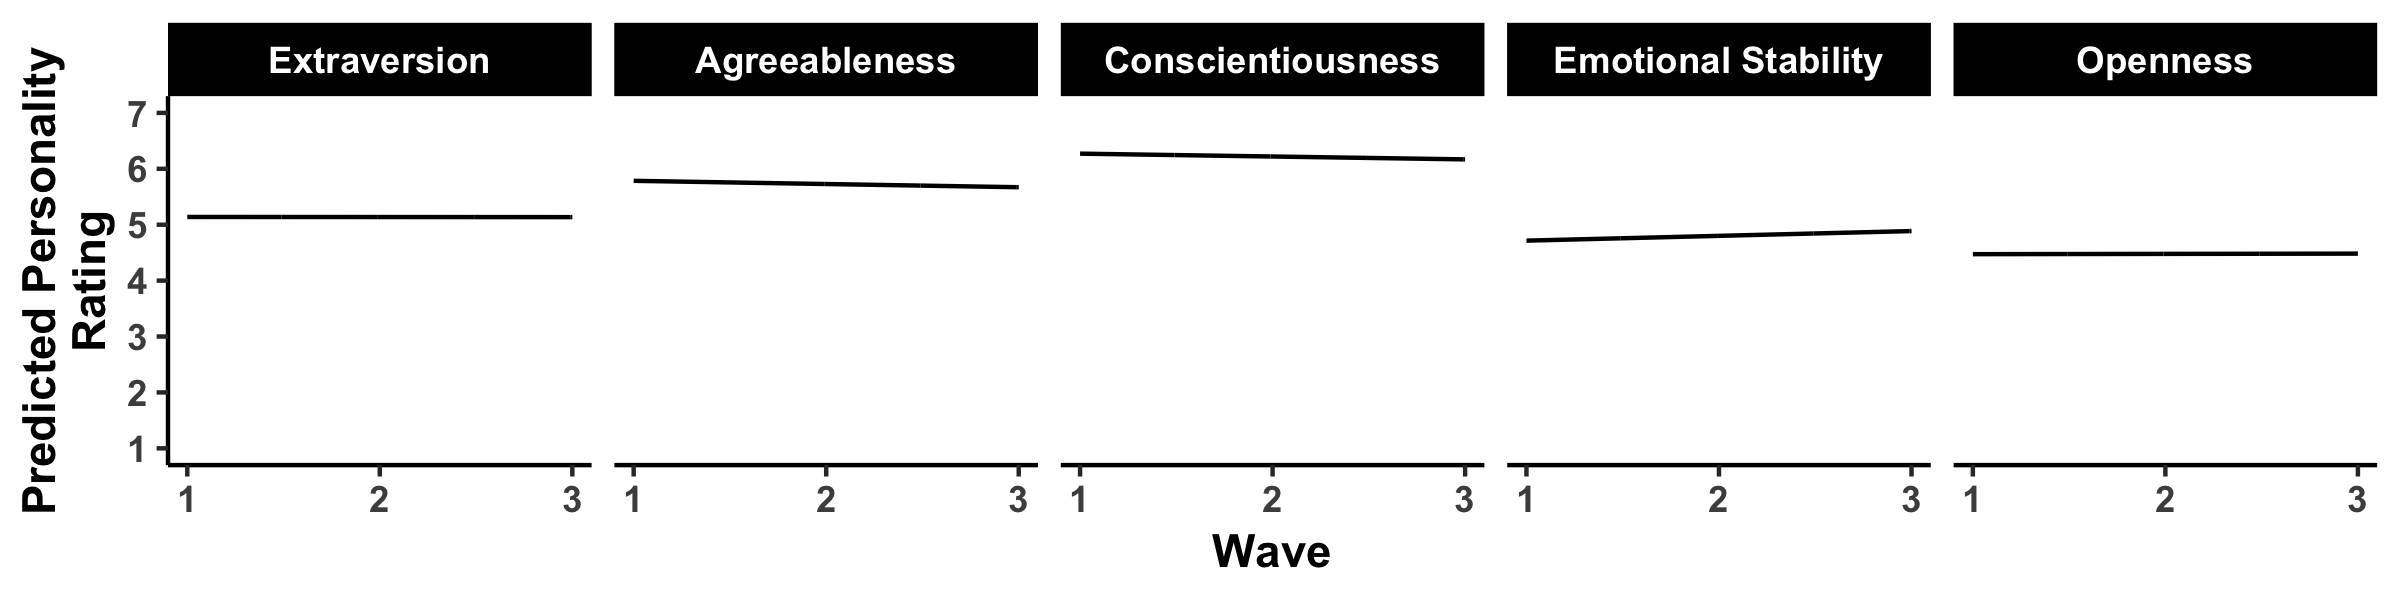 Extraversion
Agreeableness
Conscientiousness
Emotional Stability
Openness
Predicted Personality
Rating
7
6
5
4
3
2
1
1 2 3
1 2 3
1 2 3
1 2 3
1 2 3
Wave